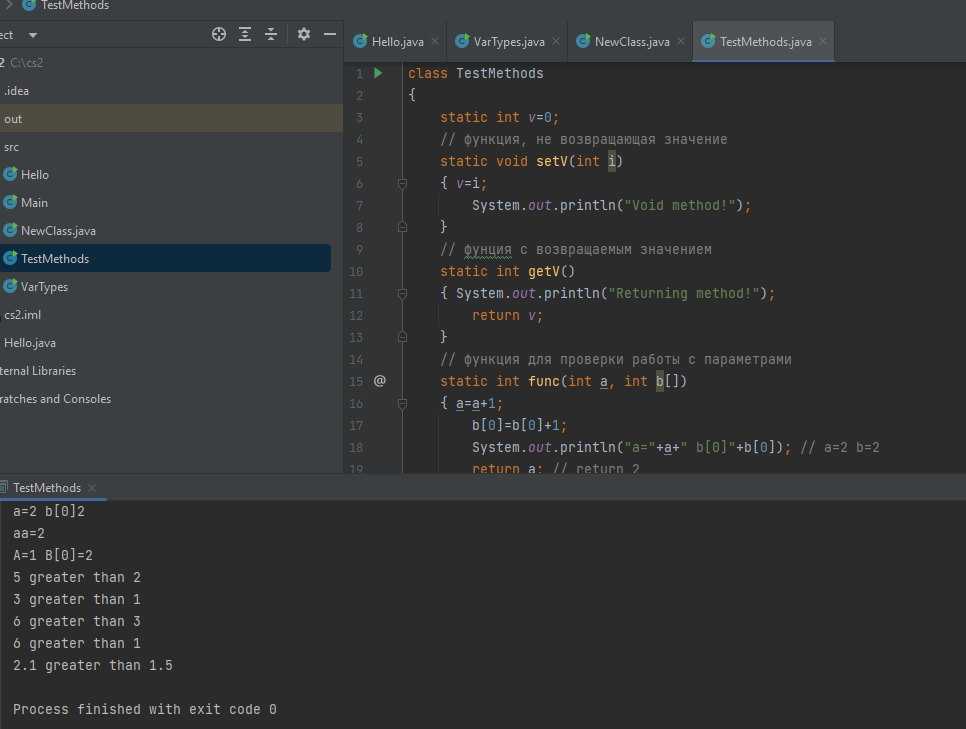 TestMethods
ect
2 C:\cs2
.idea
out
src
Hello
Main
NewClass.java
TestMethods
VarTypes
cs2.iml
Hello.java
ternal Libraries
ratches and Consoles
Hello.java VarTypes.java NewClass.java TestMethods.java
1 class TestMethods
2 {
3 static int v=0;
4 // функция, не возвращающая значение
5 static void setV(int i)
6 { v=i;
7 System.out.println("Void method!");
8 }
9 // фунция с возвращаемым значением
10 static int getV()
11 { System.out.println("Returning method!");
12 return v;
13 }
14 // функция для проверки работы с параметрами
15 @ static int func(int a, int b[])
16 { a=a+1;
17 b[0]=b[0]+1;
18 System.out.println("a="+a+" b[0]"+b[0]); // a=2 b=2
19 return a; // return 2
TestMethods
a=2 b[0]2
aa=2
A=1 B[0]=2
5 greater than 2
3 greater than 1
6 greater than 3
6 greater than 1
2.1 greater than 1.5
Process finished with exit code 0